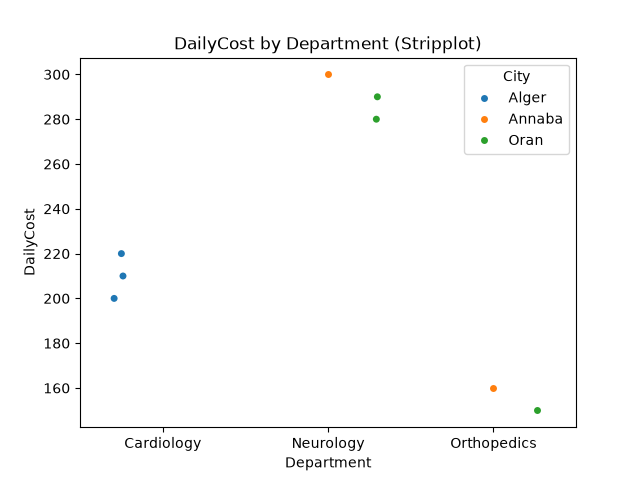 DailyCost by Department (Stripplot)
City
Alger
Annaba
Oran
300
280
260
240
220
200
180
160
DailyCost
Cardiology
Neurology
Orthopedics
Department